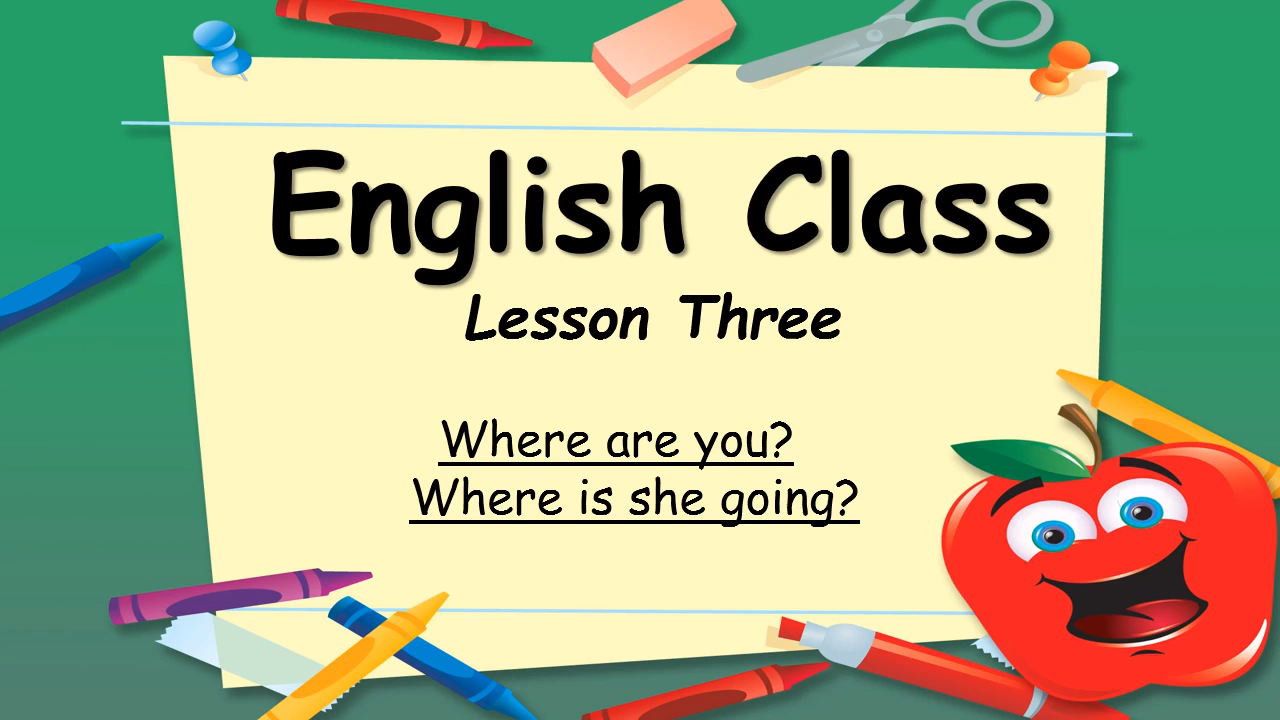 English Class
Lesson Three
Where are you?
Where is she going?